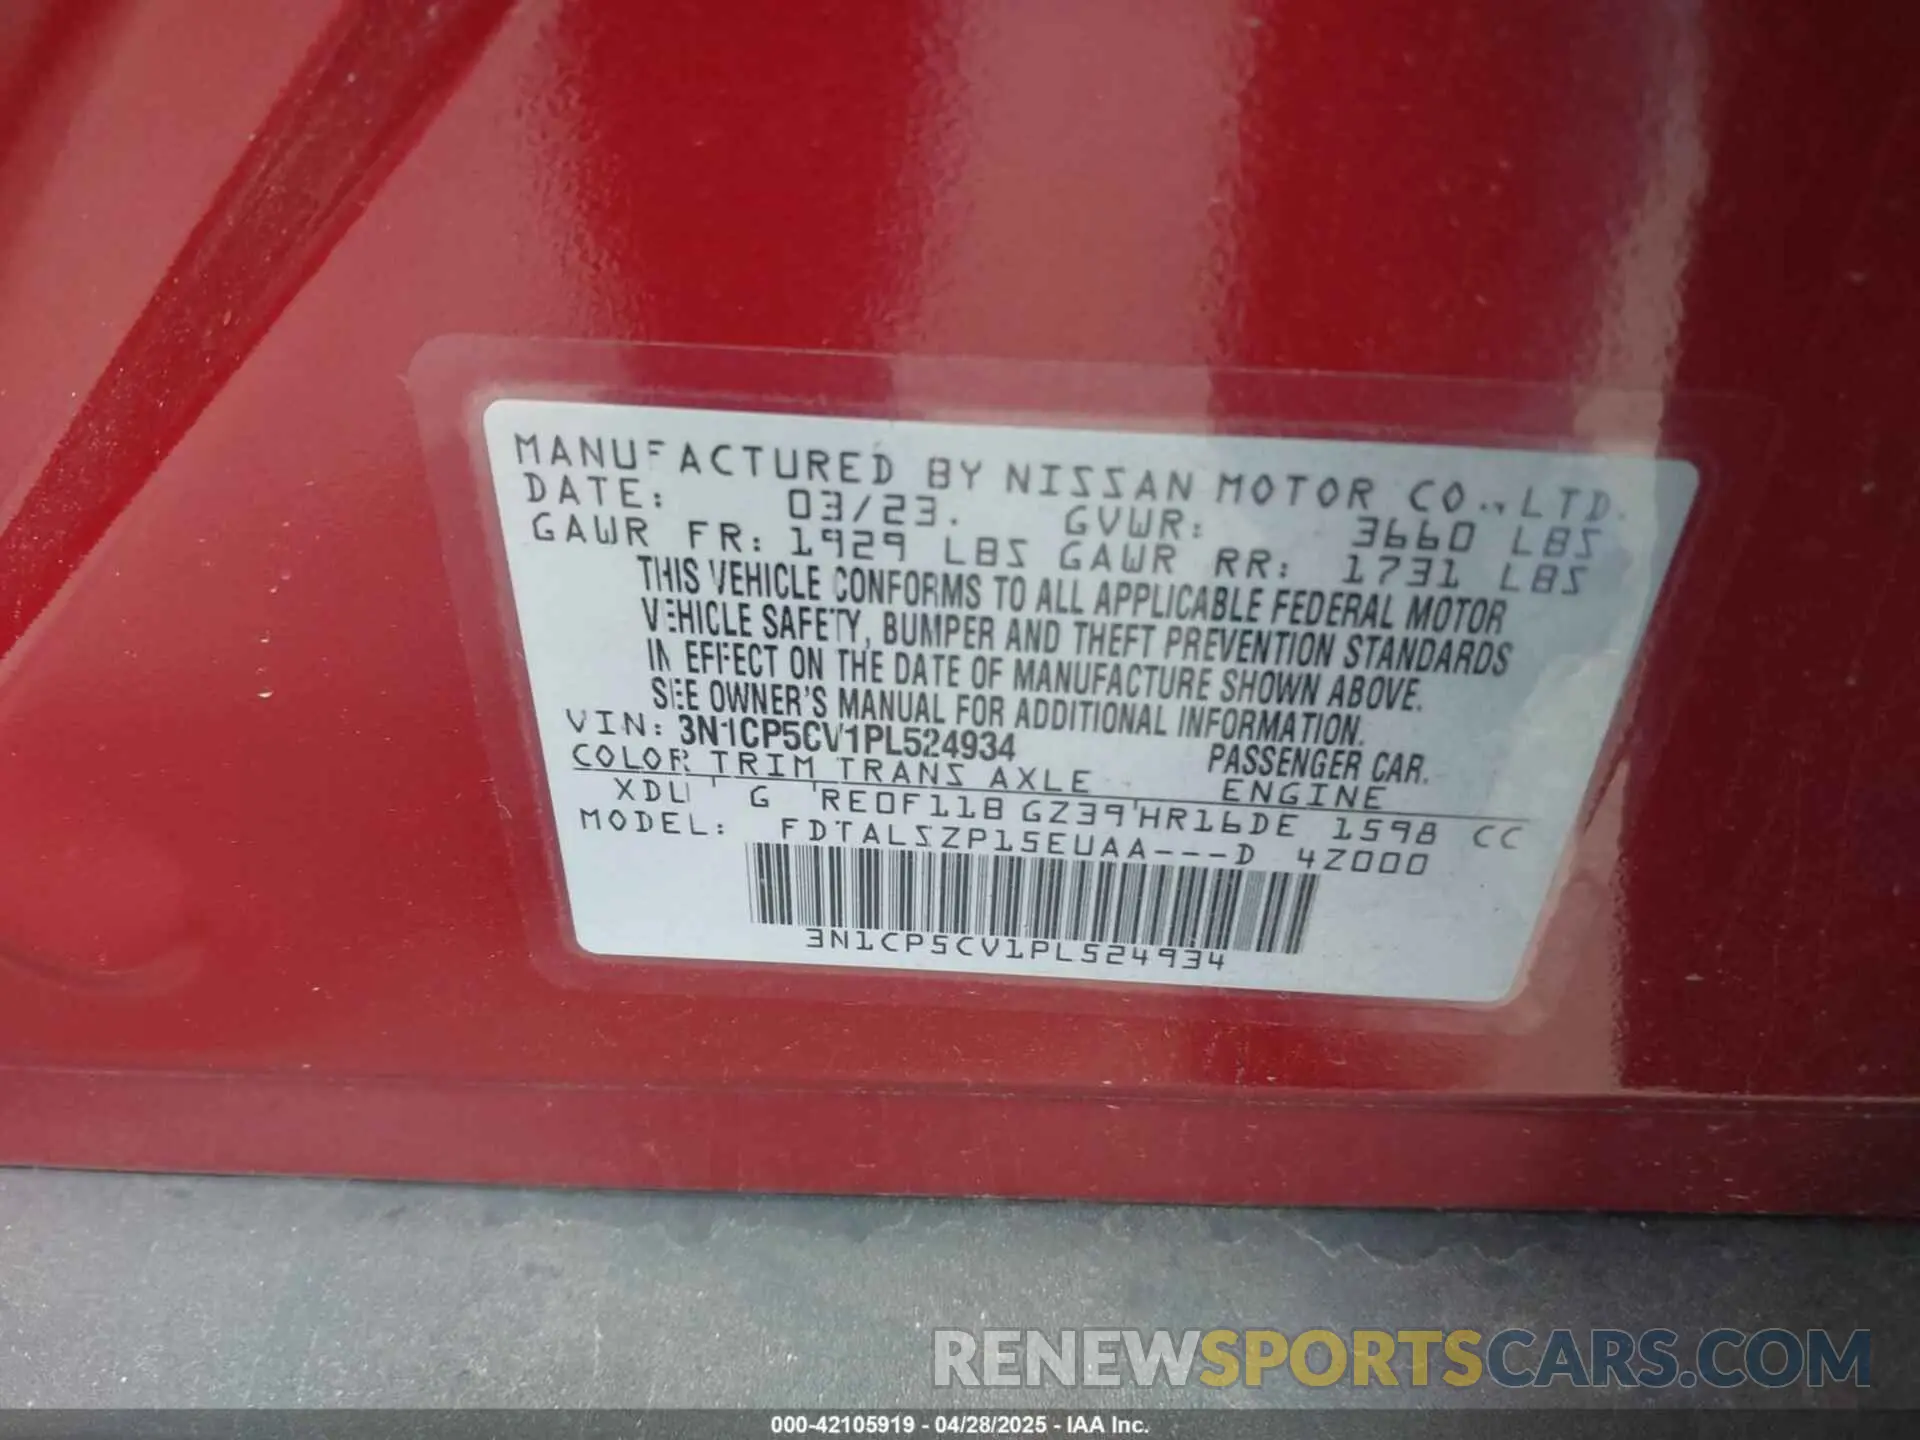 MANUFACTURED BY NISSAN MOTOR CO., LTD.
DATE: 03/23. GVWR: 3660 LBS
GAWR FR: 1929 LBS GAWR RR: 1731 LBS
THIS VEHICLE CONFORMS TO ALL APPLICABLE FEDERAL MOTOR
VEHICLE SAFETY, BUMPER AND THEFT PREVENTION STANDARDS
IN EFFECT ON THE DATE OF MANUFACTURE SHOWN ABOVE.
SEE OWNER'S MANUAL FOR ADDITIONAL INFORMATION.
VIN: 3N1CP5CV1PL524934 PASSENGER CAR.
COLOR TRIM TRANS AXLE ENGINE
XDU G RE0F11B GZ39 HR16DE 1598 CC
MODEL: FDTALSZP15EUAA---D 4Z000
3N1CP5CV1PL524934
RENEWSPORTSCARS.COM
000-42105919 - 04/28/2025 - IAA Inc.